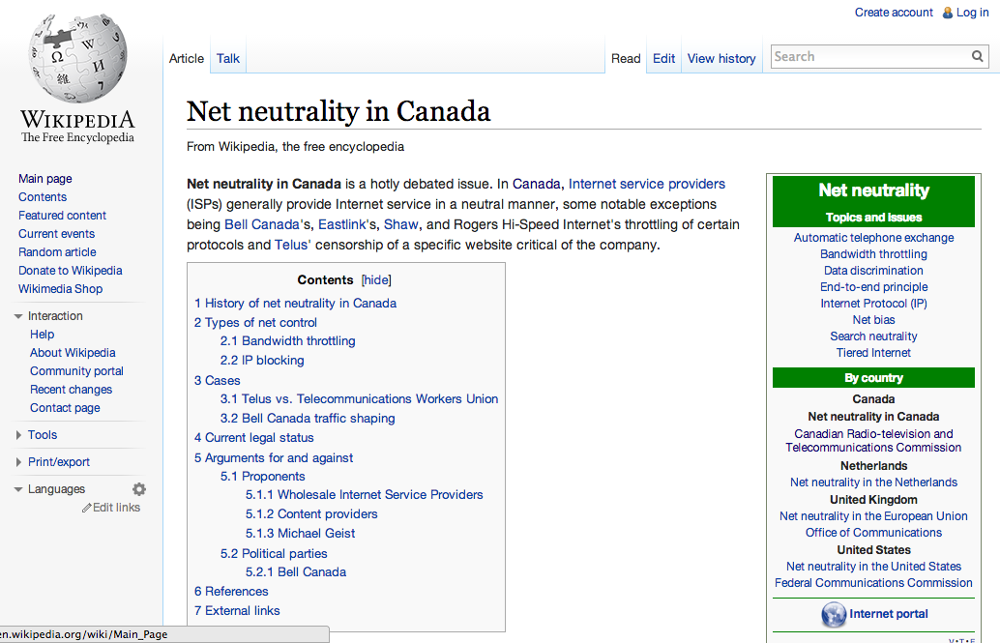 Create account Log in
Article Talk Read Edit View history Search
WIKIPEDIA
The Free Encyclopedia
Main page
Contents
Featured content
Current events
Random article
Donate to Wikipedia
Wikimedia Shop
Interaction
Help
About Wikipedia
Community portal
Recent changes
Contact page
Tools
Print/export
Languages
Edit links
Net neutrality in Canada
From Wikipedia, the free encyclopedia
Net neutrality in Canada is a hotly debated issue. In Canada, Internet service providers
(ISPs) generally provide Internet service in a neutral manner, some notable exceptions
being Bell Canada's, Eastlink's, Shaw, and Rogers Hi-Speed Internet's throttling of certain
protocols and Telus' censorship of a specific website critical of the company.
Contents [hide]
1 History of net neutrality in Canada
2 Types of net control
2.1 Bandwidth throttling
2.2 IP blocking
3 Cases
3.1 Telus vs. Telecommunications Workers Union
3.2 Bell Canada traffic shaping
4 Current legal status
5 Arguments for and against
5.1 Proponents
5.1.1 Wholesale Internet Service Providers
5.1.2 Content providers
5.1.3 Michael Geist
5.2 Political parties
5.2.1 Bell Canada
6 References
7 External links
Net neutrality
Topics and issues
Automatic telephone exchange
Bandwidth throttling
Data discrimination
End-to-end principle
Internet Protocol (IP)
Net bias
Search neutrality
Tiered Internet
By country
Canada
Net neutrality in Canada
Canadian Radio-television and
Telecommunications Commission
Netherlands
Net neutrality in the Netherlands
United Kingdom
Net neutrality in the European Union
Office of Communications
United States
Net neutrality in the United States
Federal Communications Commission
Internet portal
V·T·E
en.wikipedia.org/wiki/Main_Page